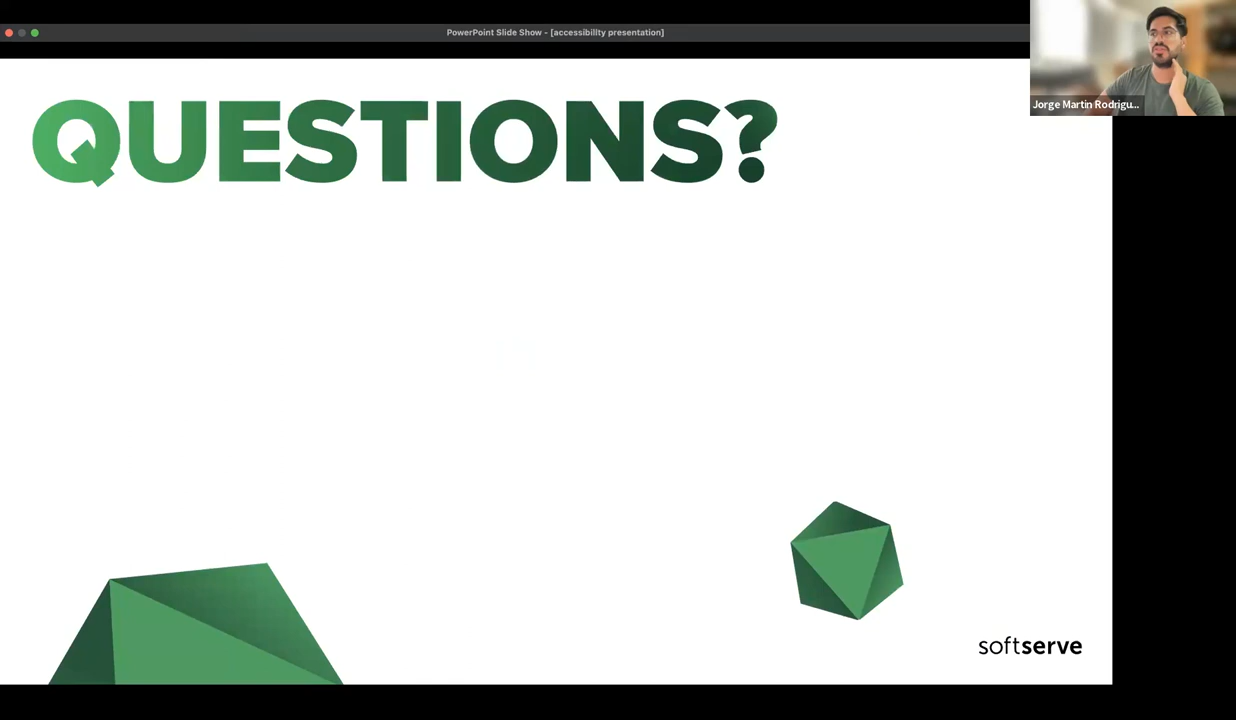 PowerPoint Slide Show - [accessibility presentation]
Jorge Martin Rodrigu...
QUESTIONS?
softserve